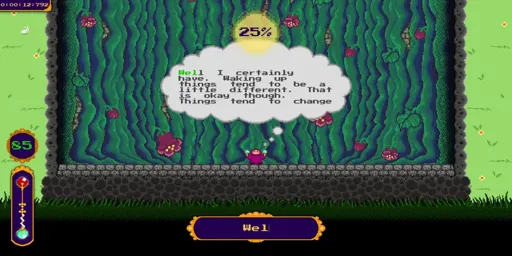 0:00:12:792
25%
Well I certainly
have. Waking up
things tend to be a
little different. That
is okay though.
Things tend to change
85
Wel